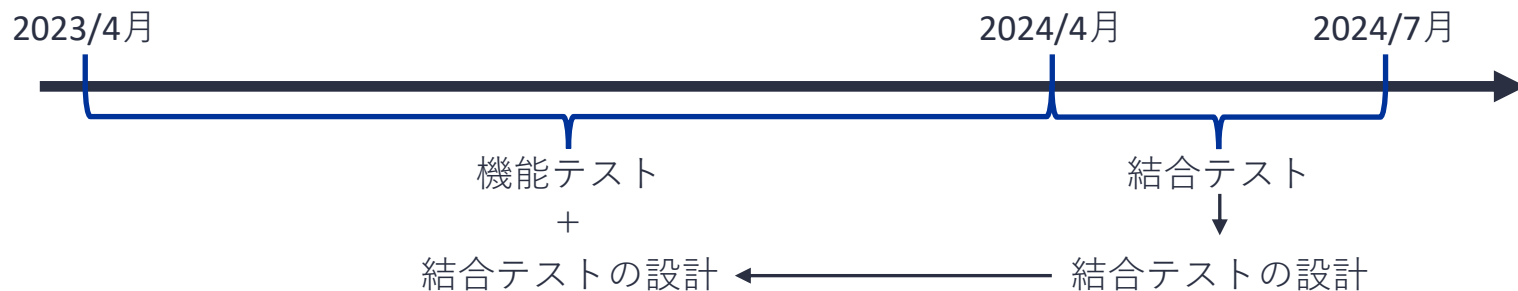 2023/4月 2024/4月 2024/7月
機能テスト 結合テスト
+
結合テストの設計 結合テストの設計